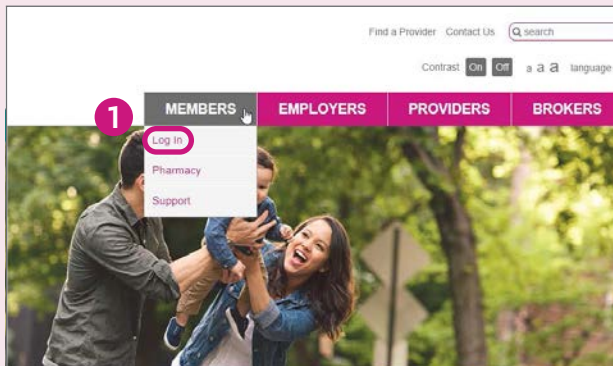 Find a Provider Contact Us search
Contrast On Off a a a language
1 MEMBERS EMPLOYERS PROVIDERS BROKERS
Log In
Pharmacy
Support